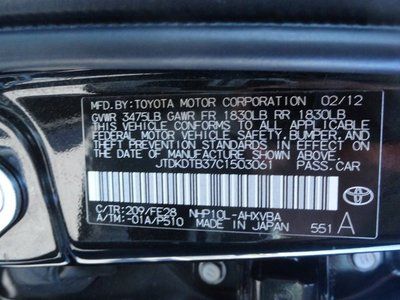 MFD.BY:TOYOTA MOTOR CORPORATION 02/12
GVWR 3475LB GAWR FR 1830LB RR 1830LB
THIS VEHICLE CONFORMS TO ALL APPLICABLE
FEDERAL MOTOR VEHICLE SAFETY, BUMPER, AND
THEFT PREVENTION STANDARDS IN EFFECT ON THE
DATE OF MANUFACTURE SHOWN ABOVE.
JTDKDTB37C1503061 PASS.CAR
C/TR:209/FE28 NHP10L-AHXVBA
A/TM:-01A/P510 MADE IN JAPAN 551 A
TOYOTA